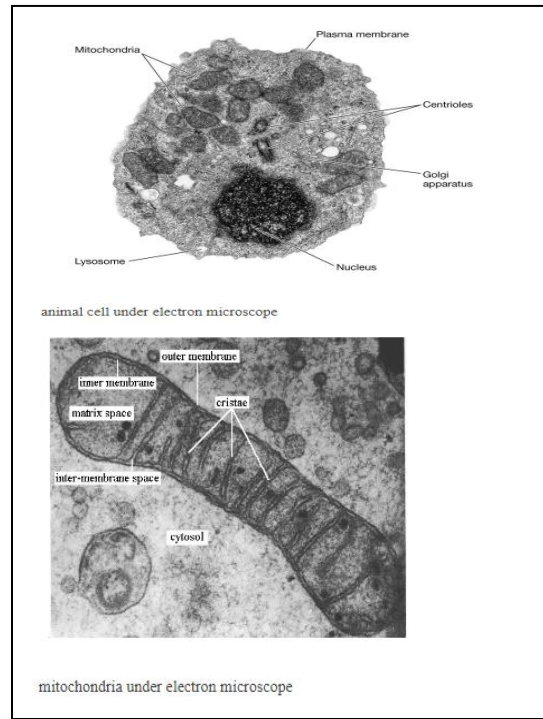 Plasma membrane
Mitochondria
Centrioles
Golgi
apparatus
Lysosome
Nucleus
animal cell under electron microscope
outer membrane
inner membrane
cristae
matrix space
inter-membrane space
cytosol
mitochondria under electron microscope